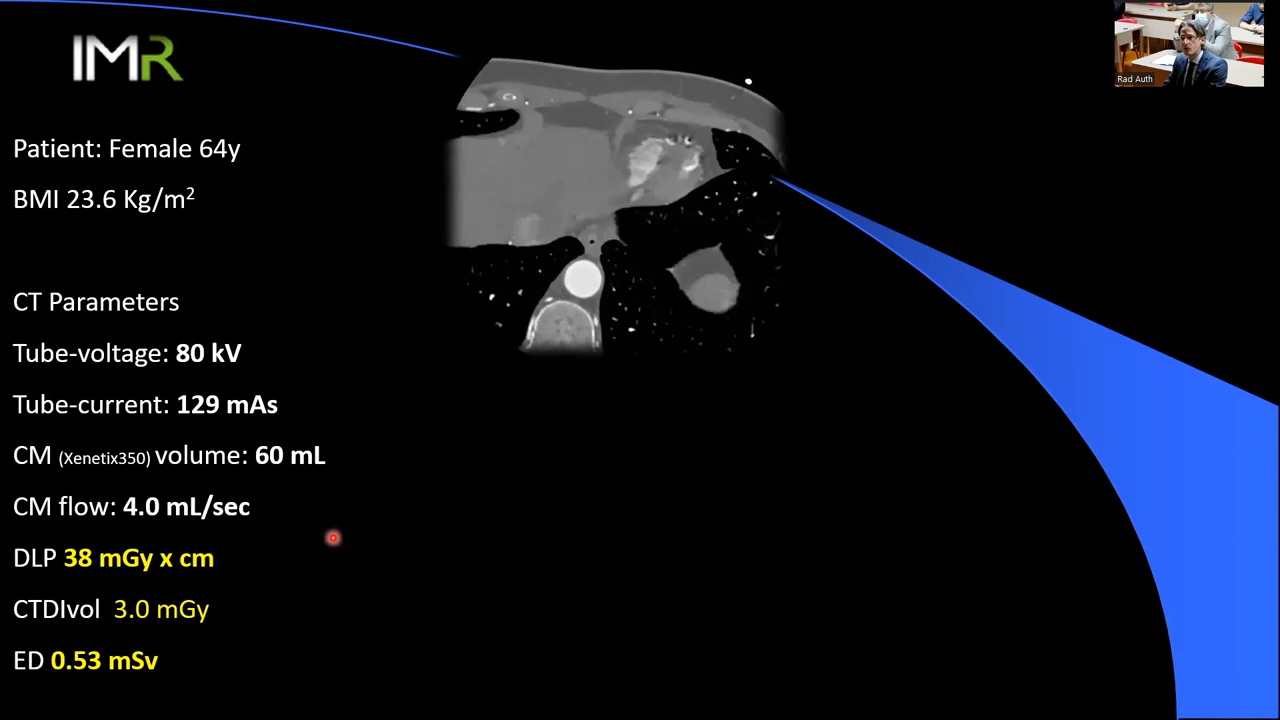 IMR
Rad Auth
Patient: Female 64y
BMI 23.6 Kg/m²
CT Parameters
Tube-voltage: 80 kV
Tube-current: 129 mAs
CM (Xenetix350) volume: 60 mL
CM flow: 4.0 mL/sec
DLP 38 mGy x cm
CTDIvol 3.0 mGy
ED 0.53 mSv